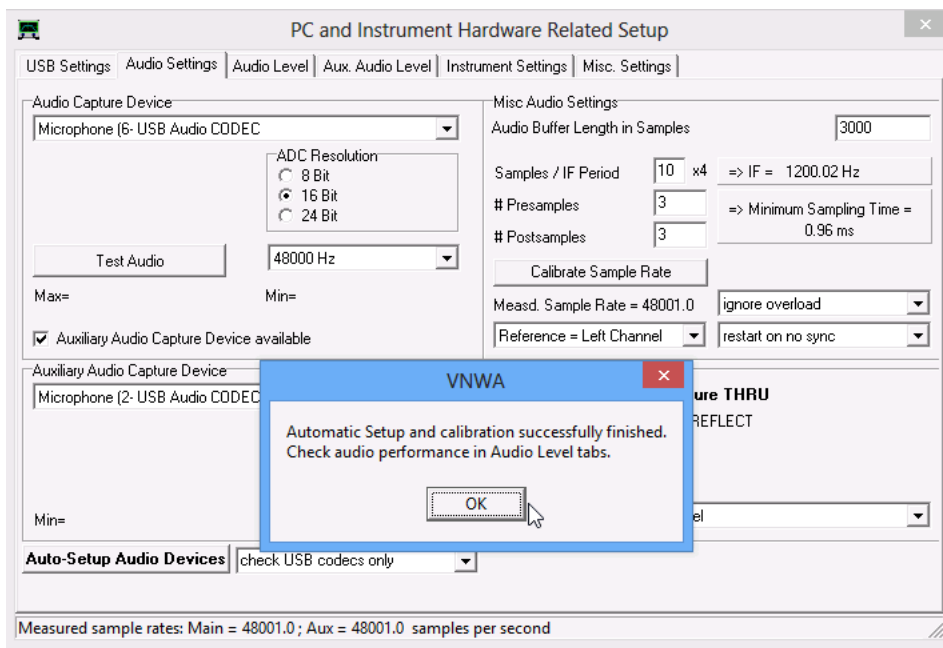 PC and Instrument Hardware Related Setup
USB Settings Audio Settings Audio Level Aux. Audio Level Instrument Settings Misc. Settings
Audio Capture Device
Microphone (6- USB Audio CODEC
ADC Resolution
8 Bit
16 Bit
24 Bit
Test Audio
48000 Hz
Max= Min=
Auxiliary Audio Capture Device available
Misc Audio Settings
Audio Buffer Length in Samples 3000
Samples / IF Period 10 x4 => IF = 1200.02 Hz
# Presamples 3
=> Minimum Sampling Time =
0.96 ms
# Postsamples 3
Calibrate Sample Rate
Measd. Sample Rate = 48001.0 ignore overload
Reference = Left Channel restart on no sync
Auxiliary Audio Capture Device
Microphone (2- USB Audio CODEC
Min=
ure THRU
REFLECT
el
VNWA
Automatic Setup and calibration successfully finished.
Check audio performance in Audio Level tabs.
OK
Auto-Setup Audio Devices check USB codecs only
Measured sample rates: Main = 48001.0 ; Aux = 48001.0 samples per second